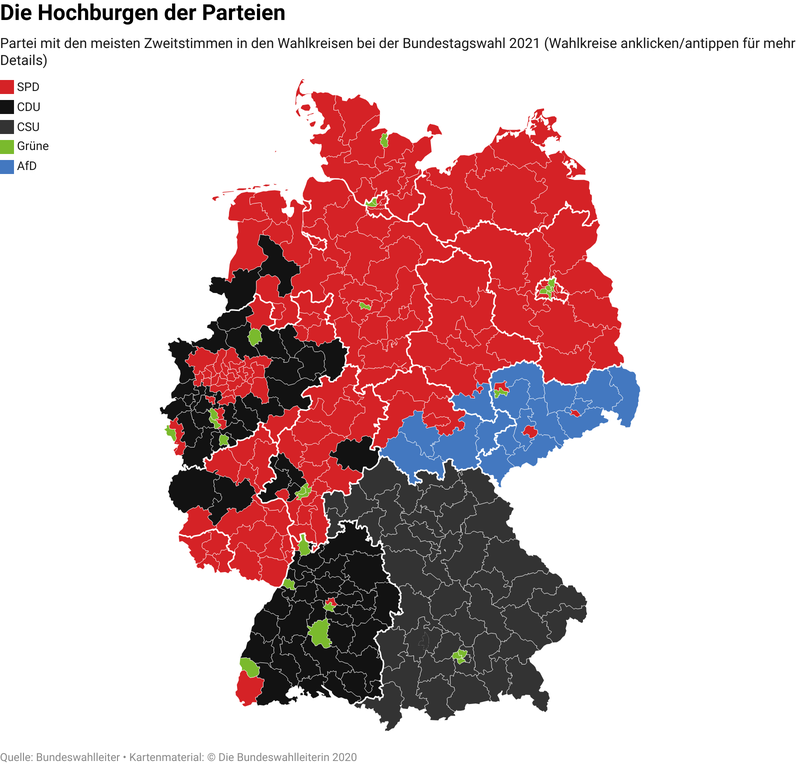 Die Hochburgen der Parteien
Partei mit den meisten Zweitstimmen in den Wahlkreisen bei der Bundestagswahl 2021 (Wahlkreise anklicken/antippen für mehr
Details)
SPD
CDU
CSU
Grüne
AfD
Quelle: Bundeswahlleiter • Kartenmaterial: © Die Bundeswahlleiterin 2020